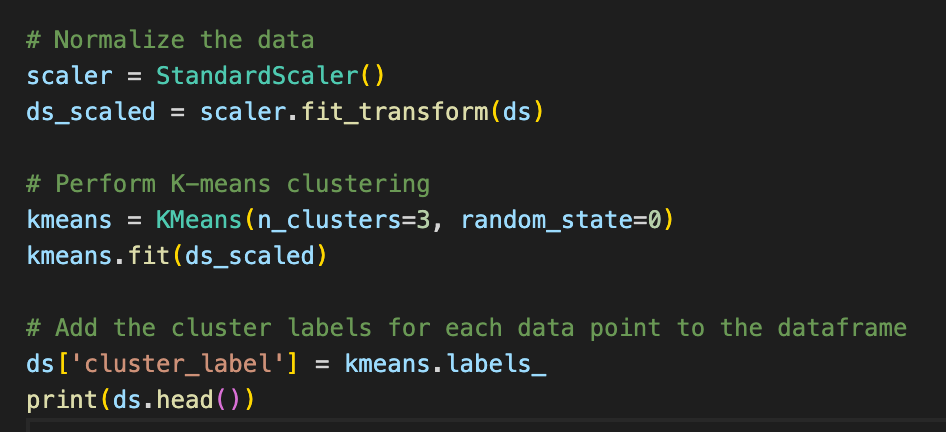 # Normalize the data
scaler = StandardScaler()
ds_scaled = scaler.fit_transform(ds)
# Perform K-means clustering
kmeans = KMeans(n_clusters=3, random_state=0)
kmeans.fit(ds_scaled)
# Add the cluster labels for each data point to the dataframe
ds['cluster_label'] = kmeans.labels_
print(ds.head())